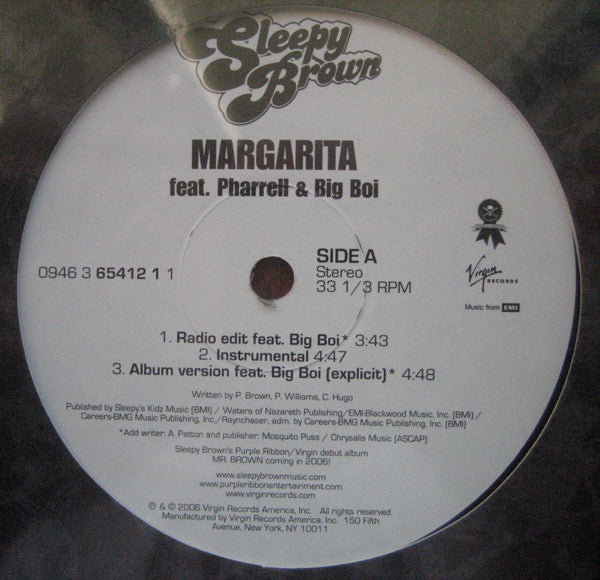 Sleepy
Brown
MARGARITA
feat. Pharrell & Big Boi
SIDE A
Stereo
33 1/3 RPM
0946 3 65412 1 1
Virgin
RECORDS
Music from EMI
1. Radio edit feat. Big Boi* 3:43
2. Instrumental 4:47
3. Album version feat. Big Boi (explicit)* 4:48
Written by P. Brown, P. Williams, C. Hugo
Published by Sleepy's Kidz Music (BMI) / Waters of Nazareth Publishing/EMI-Blackwood Music, Inc. (BMI) /
Careers-BMG Music Publishing, Inc./Raynchaser, adm. by Careers-BMG Music Publishing, Inc. (BMI)
*Add writer: A. Patton and publisher: Mosquito Puss / Chrysalis Music (ASCAP)
Sleepy Brown's Purple Ribbon/Virgin debut album
MR. BROWN coming in 2006!
www.sleepybrownmusic.com
www.purpleribbonentertainment.com
www.virginrecords.com
℗ & © 2006 Virgin Records America, Inc. All rights reserved.
Manufactured by Virgin Records America, Inc. 150 Fifth
Avenue, New York, NY 10011